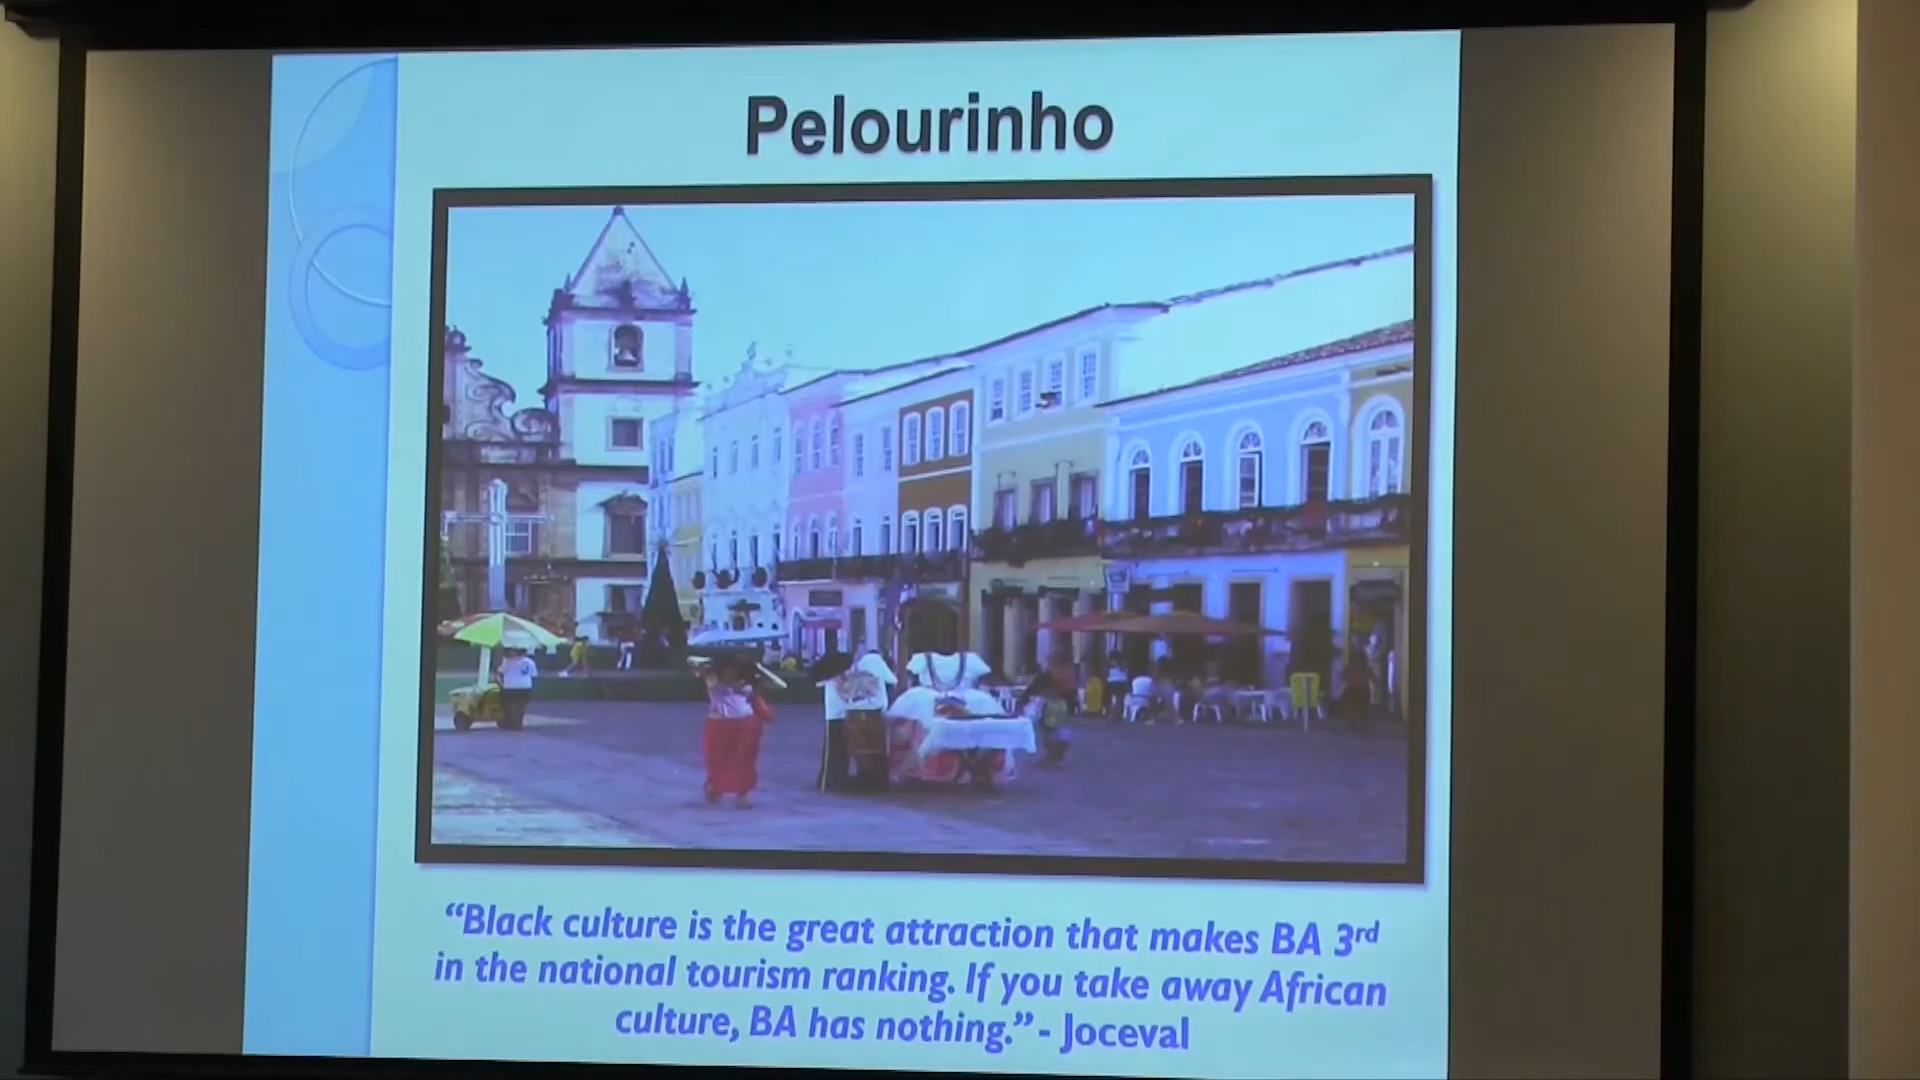 Pelourinho
“Black culture is the great attraction that makes BA 3rd
in the national tourism ranking. If you take away African
culture, BA has nothing.” - Joceval